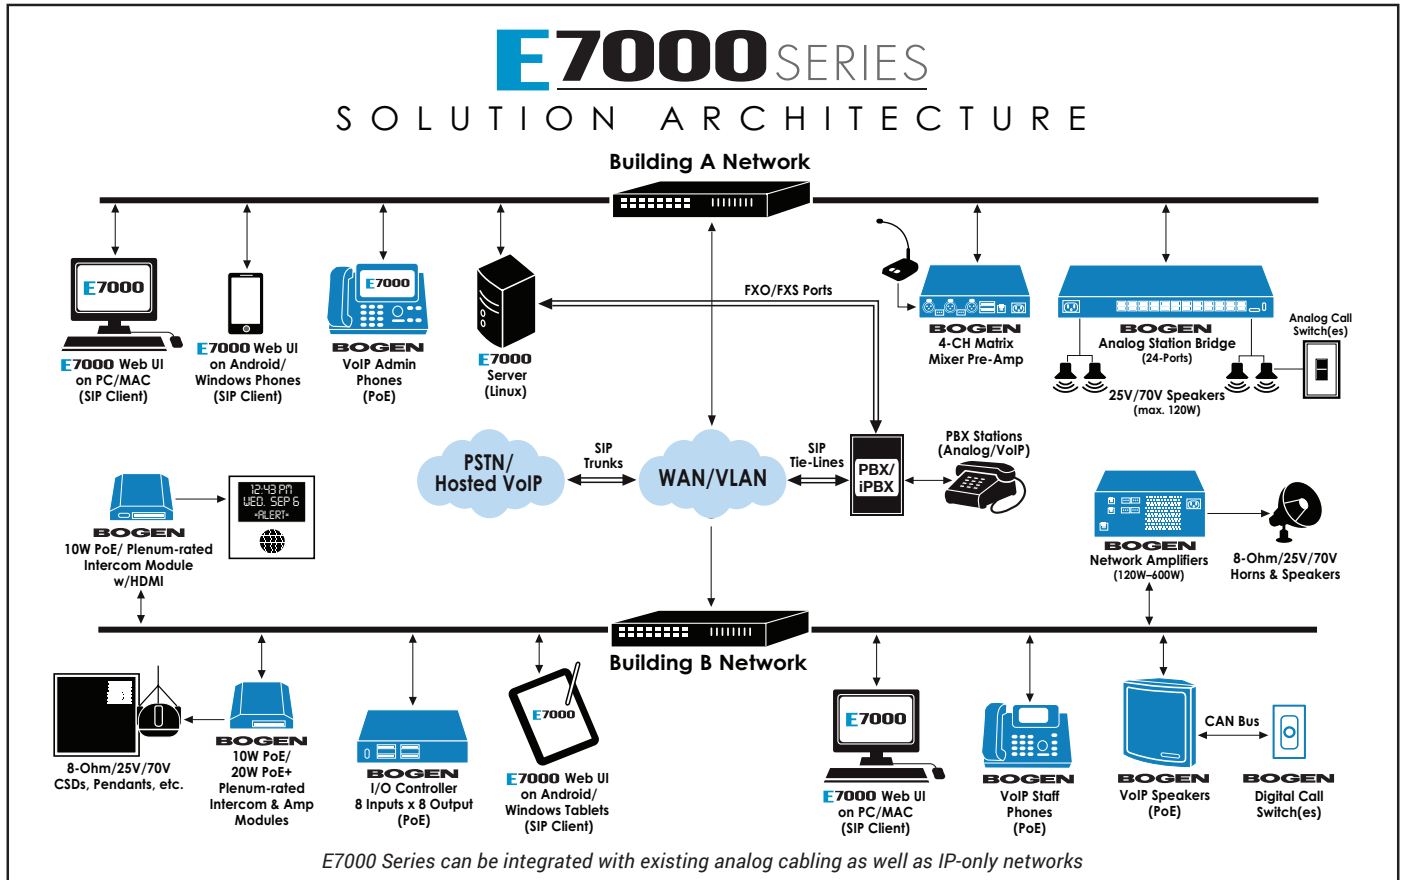 E7000 SERIES
SOLUTION ARCHITECTURE
Building A Network
E7000
E7000 Web UI
on PC/MAC
(SIP Client)
E7000 Web UI
on Android/
Windows Phones
(SIP Client)
E7000
BOGEN
VoIP Admin
Phones
(PoE)
E7000
Server
(Linux)
FXO/FXS Ports
BOGEN
4-CH Matrix
Mixer Pre-Amp
BOGEN
Analog Station Bridge
(24-Ports)
25V/70V Speakers
(max. 120W)
Analog Call
Switch(es)
PSTN/
Hosted VoIP
SIP
Trunks
WAN/VLAN
SIP
Tie-Lines
PBX/
iPBX
PBX Stations
(Analog/VoIP)
BOGEN
10W PoE/ Plenum-rated
Intercom Module
w/HDMI
12:43 PM
WED. SEP 6
*ALERT*
BOGEN
Network Amplifiers
(120W–600W)
8-Ohm/25V/70V
Horns & Speakers
Building B Network
8-Ohm/25V/70V
CSDs, Pendants, etc.
BOGEN
10W PoE/
20W PoE+
Plenum-rated
Intercom & Amp
Modules
BOGEN
I/O Controller
8 Inputs x 8 Output
(PoE)
E7000
E7000 Web UI
on Android/
Windows Tablets
(SIP Client)
E7000
E7000 Web UI
on PC/MAC
(SIP Client)
BOGEN
VoIP Staff
Phones
(PoE)
BOGEN
VoIP Speakers
(PoE)
CAN Bus
BOGEN
Digital Call
Switch(es)
E7000 Series can be integrated with existing analog cabling as well as IP-only networks